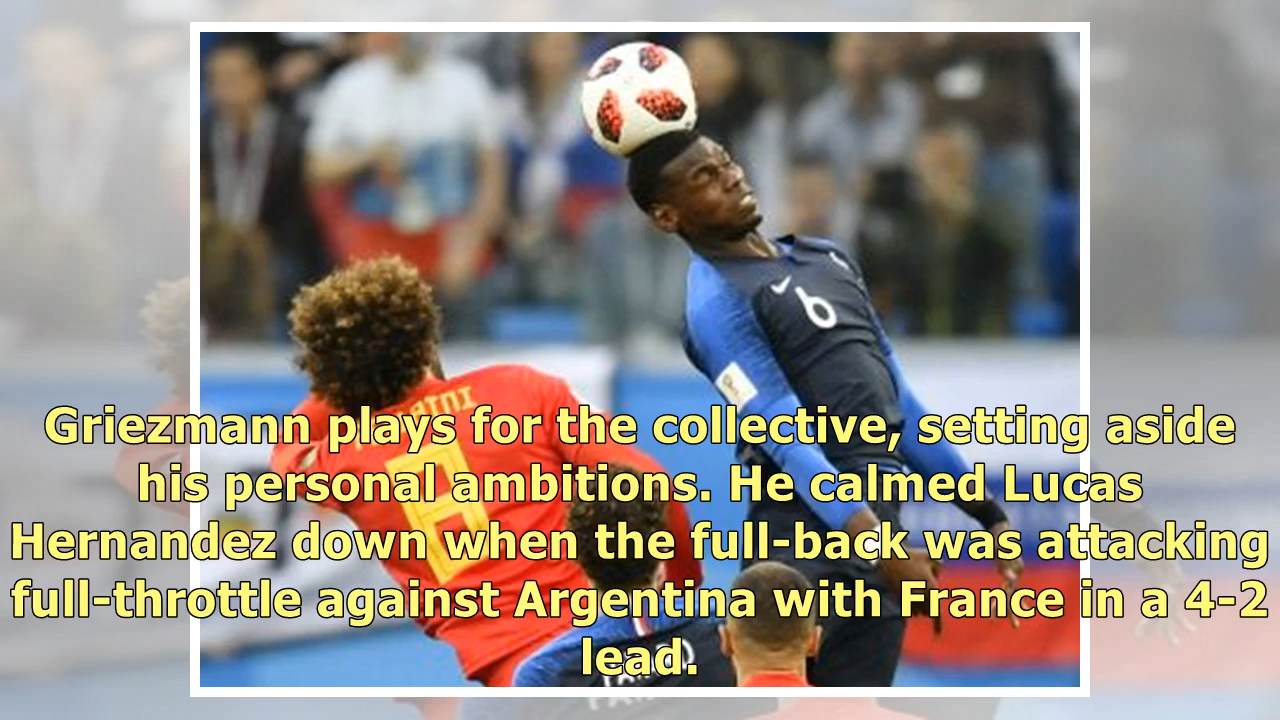 6
8
Griezmann plays for the collective, setting aside
his personal ambitions. He calmed Lucas
Hernandez down when the full-back was attacking
full-throttle against Argentina with France in a 4-2
lead.